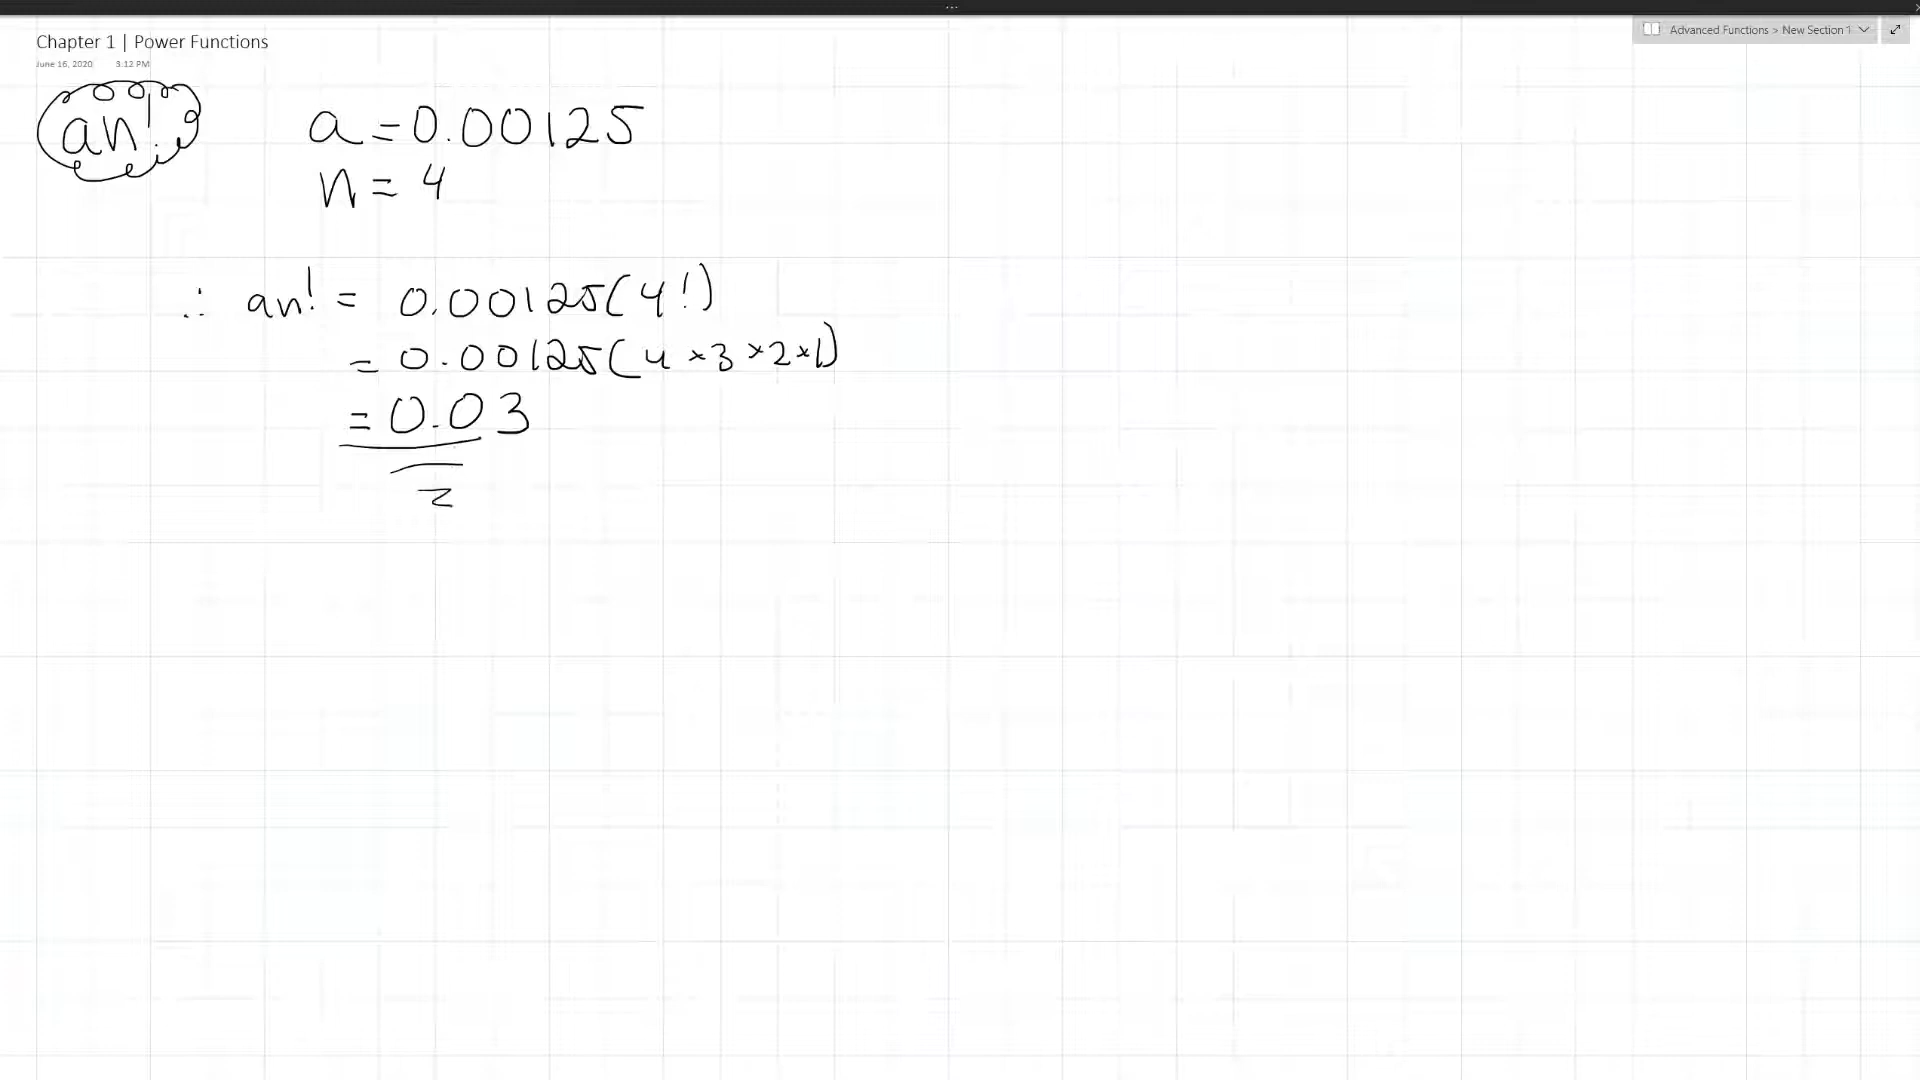 Advanced Functions > New Section 1
Chapter 1 | Power Functions
June 16, 2020 3:12 PM
an!
a = 0.00125
n = 4
∴ an! = 0.00125(4!)
= 0.00125(4 × 3 × 2 × 1)
= 0.03